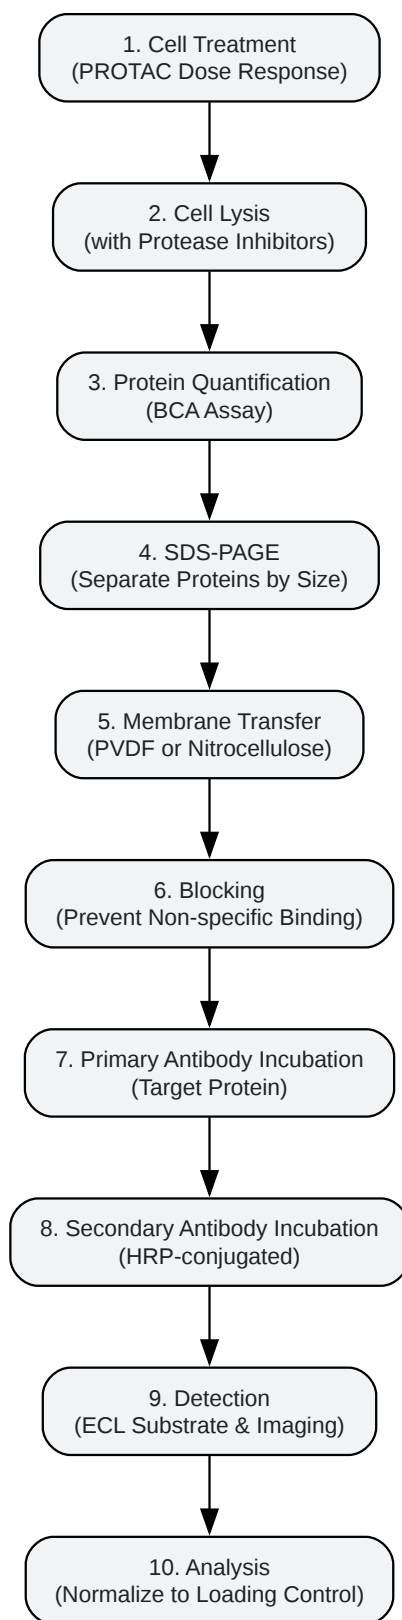 1. Cell Treatment
(PROTAC Dose Response)
2. Cell Lysis
(with Protease Inhibitors)
3. Protein Quantification
(BCA Assay)
4. SDS-PAGE
(Separate Proteins by Size)
5. Membrane Transfer
(PVDF or Nitrocellulose)
6. Blocking
(Prevent Non-specific Binding)
7. Primary Antibody Incubation
(Target Protein)
8. Secondary Antibody Incubation
(HRP-conjugated)
9. Detection
(ECL Substrate & Imaging)
10. Analysis
(Normalize to Loading Control)